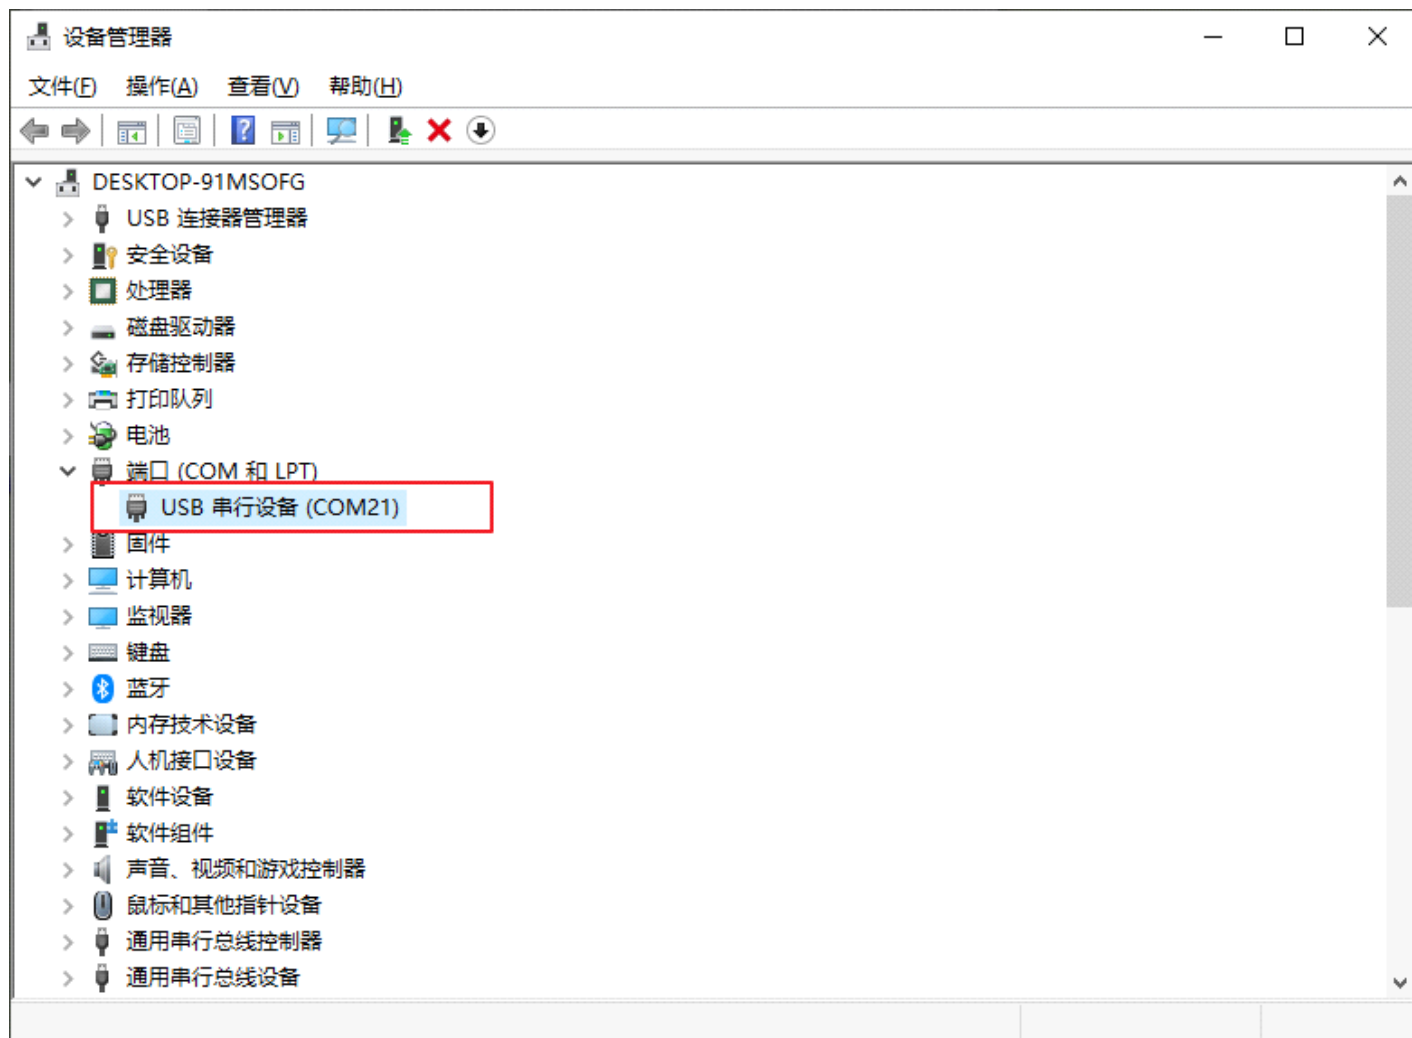 设备管理器
文件(F) 操作(A) 查看(V) 帮助(H)
DESKTOP-91MSOFG
USB 连接器管理器
安全设备
处理器
磁盘驱动器
存储控制器
打印队列
电池
端口 (COM 和 LPT)
USB 串行设备 (COM21)
固件
计算机
监视器
键盘
蓝牙
内存技术设备
人机接口设备
软件设备
软件组件
声音、视频和游戏控制器
鼠标和其他指针设备
通用串行总线控制器
通用串行总线设备